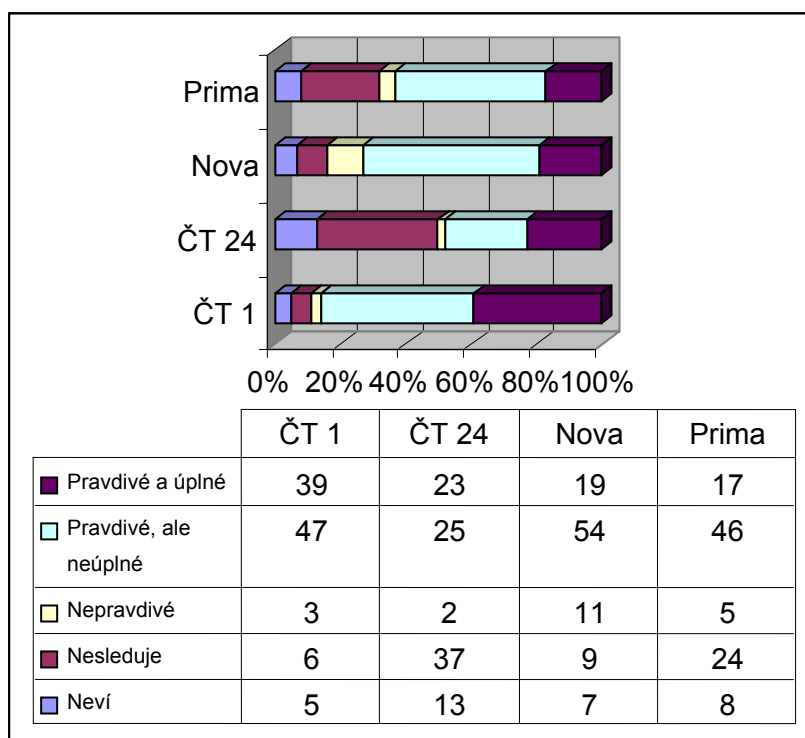 Prima
Nova
ČT 24
ČT 1
0% 20% 40% 60% 80% 100%
ČT 1 ČT 24 Nova Prima
Pravdivé a úplné 39 23 19 17
Pravdivé, ale
neúplné 47 25 54 46
Nepravdivé 3 2 11 5
Nesleduje 6 37 9 24
Neví 5 13 7 8